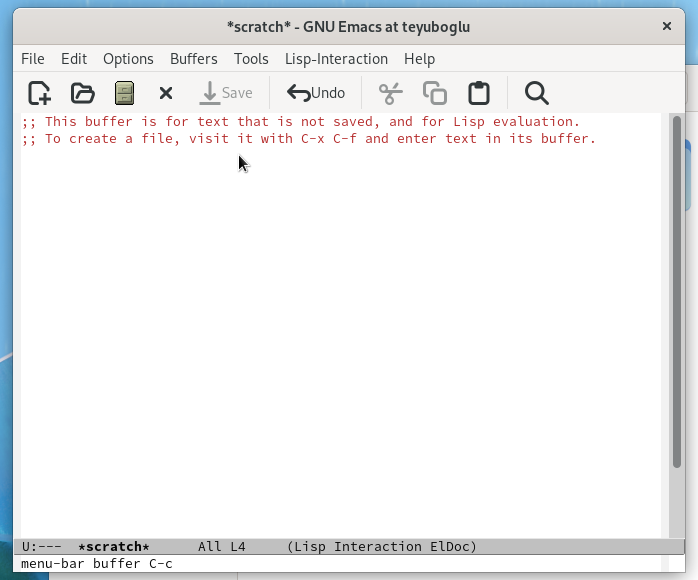 *scratch* - GNU Emacs at teyuboglu
File Edit Options Buffers Tools Lisp-Interaction Help
Save Undo
;; This buffer is for text that is not saved, and for Lisp evaluation.
;; To create a file, visit it with C-x C-f and enter text in its buffer.
U:--- *scratch* All L4 (Lisp Interaction ElDoc)
menu-bar buffer C-c